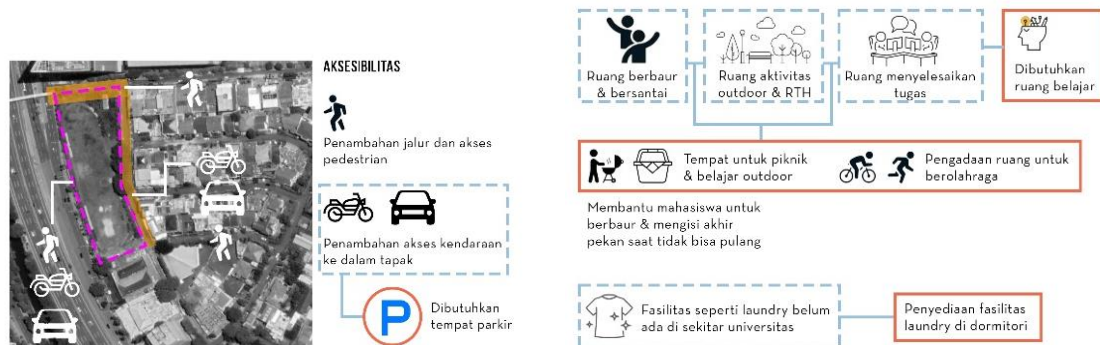 AKSESIBILITAS
Penambahan jalur dan akses
pedestrian
Penambahan akses kendaraan
ke dalam tapak
P
Dibutuhkan
tempat parkir
Ruang berbaur
& bersantai
Ruang aktivitas
outdoor & RTH
Ruang menyelesaikan
tugas
Dibutuhkan
ruang belajar
Tempat untuk piknik
& belajar outdoor
Pengadaan ruang untuk
berolahraga
Membantu mahasiswa untuk
berbaur & mengisi akhir
pekan saat tidak bisa pulang
Fasilitas seperti laundry belum
ada di sekitar universitas
Penyediaan fasilitas
laundry di dormitori